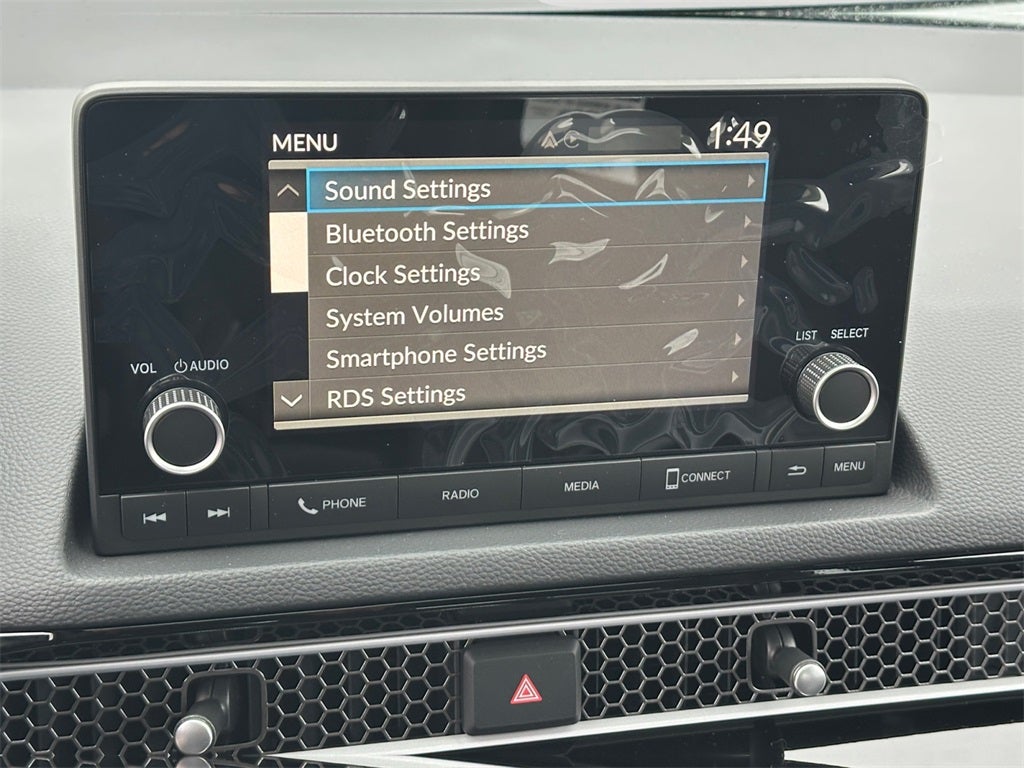 MENU 1:49
Sound Settings
Bluetooth Settings
Clock Settings
System Volumes
Smartphone Settings
RDS Settings
VOL AUDIO
LIST SELECT
PHONE RADIO MEDIA CONNECT MENU